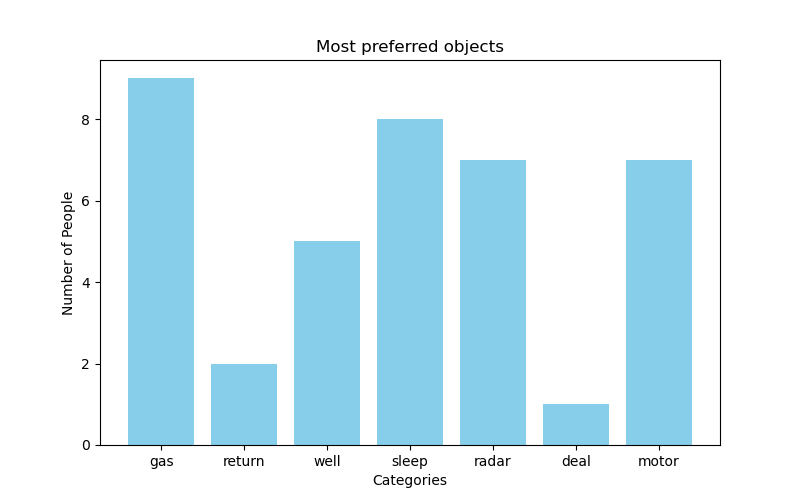 Most preferred objects
Number of People
8
6
4
2
0
gas return well sleep radar deal motor
Categories